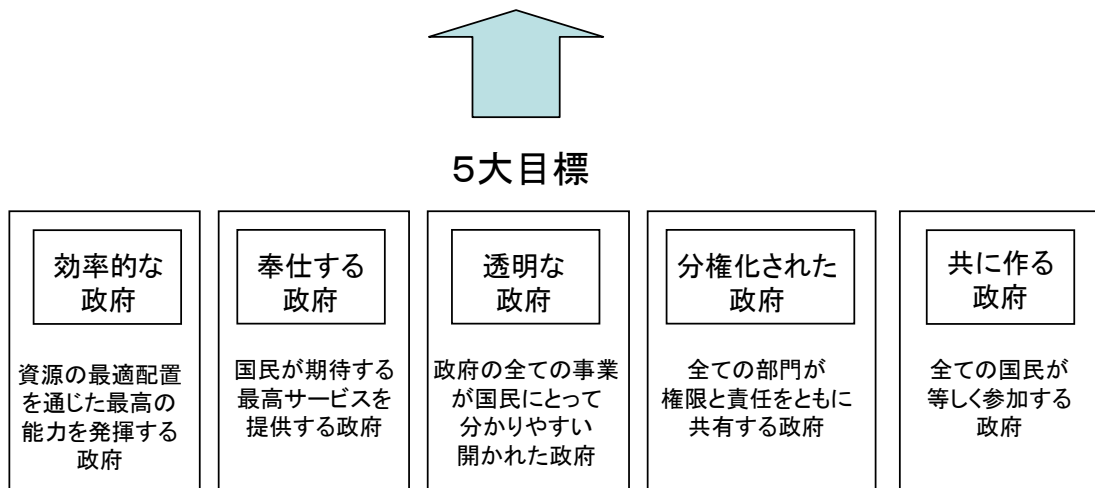 5大目標
効率的な
政府
資源の最適配置
を通じた最高の
能力を発揮する
政府
奉仕する
政府
国民が期待する
最高サービスを
提供する政府
透明な
政府
政府の全ての事業
が国民にとって
分かりやすい
開かれた政府
分権化された
政府
全ての部門が
権限と責任をともに
共有する政府
共に作る
政府
全ての国民が
等しく参加する
政府